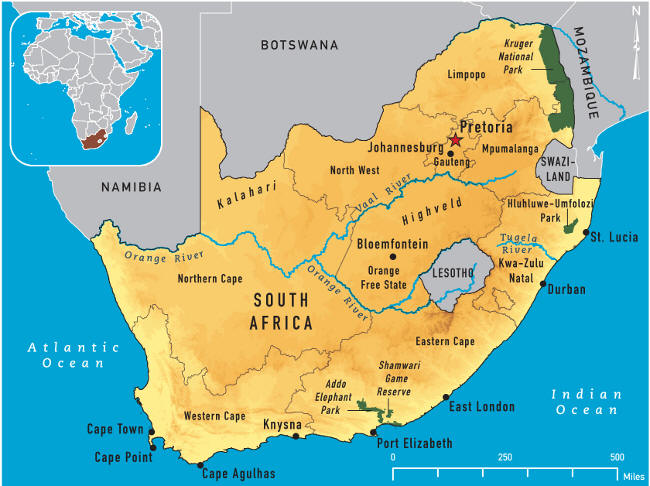 N
BOTSWANA
MOZAMBIQUE
Kruger
National
Park
Limpopo
Pretoria
Johannesburg
Gauteng
Mpumalanga
North West
SWAZI-
LAND
NAMIBIA
Kalahari
Vaal River
Highveld
Hluhluwe-Umfolozi
Park
St. Lucia
Tugela
River
Bloemfontein
Orange River
Orange River
LESOTHO
Kwa-Zulu
Natal
Northern Cape
Orange
Free State
Durban
SOUTH
AFRICA
Atlantic
Ocean
Eastern Cape
Shamwari
Game
Reserve
Addo
Elephant
Park
Indian
Ocean
East London
Western Cape
Knysna
Cape Town
Port Elizabeth
Cape Point
Cape Agulhas
0 250 500
Miles